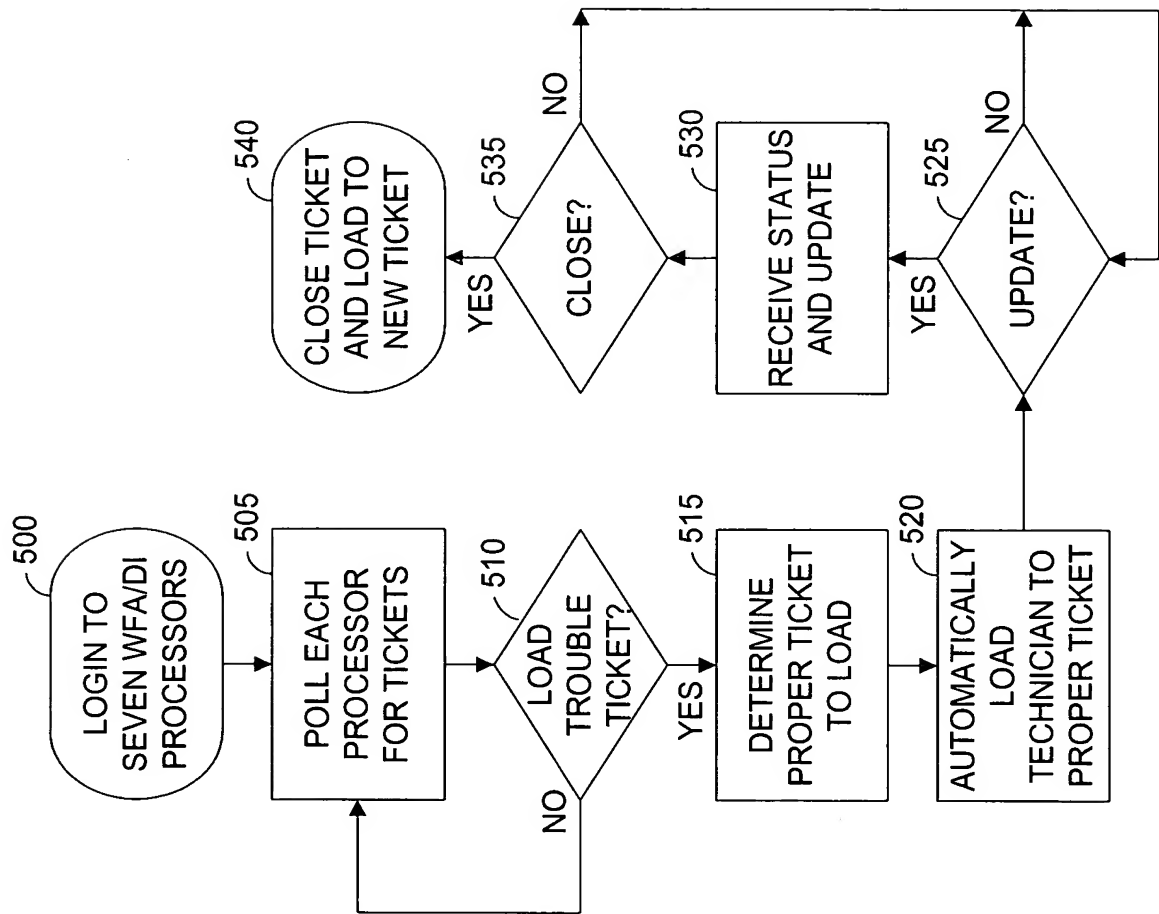 500
LOGIN TO
SEVEN WFA/DI
PROCESSORS
505
POLL EACH
PROCESSOR
FOR TICKETS
510
LOAD
TROUBLE
TICKET?
NO
YES
515
DETERMINE
PROPER TICKET
TO LOAD
520
AUTOMATICALLY
LOAD
TECHNICIAN TO
PROPER TICKET
525
UPDATE?
NO
YES
530
RECEIVE STATUS
AND UPDATE
535
CLOSE?
NO
YES
540
CLOSE TICKET
AND LOAD TO
NEW TICKET